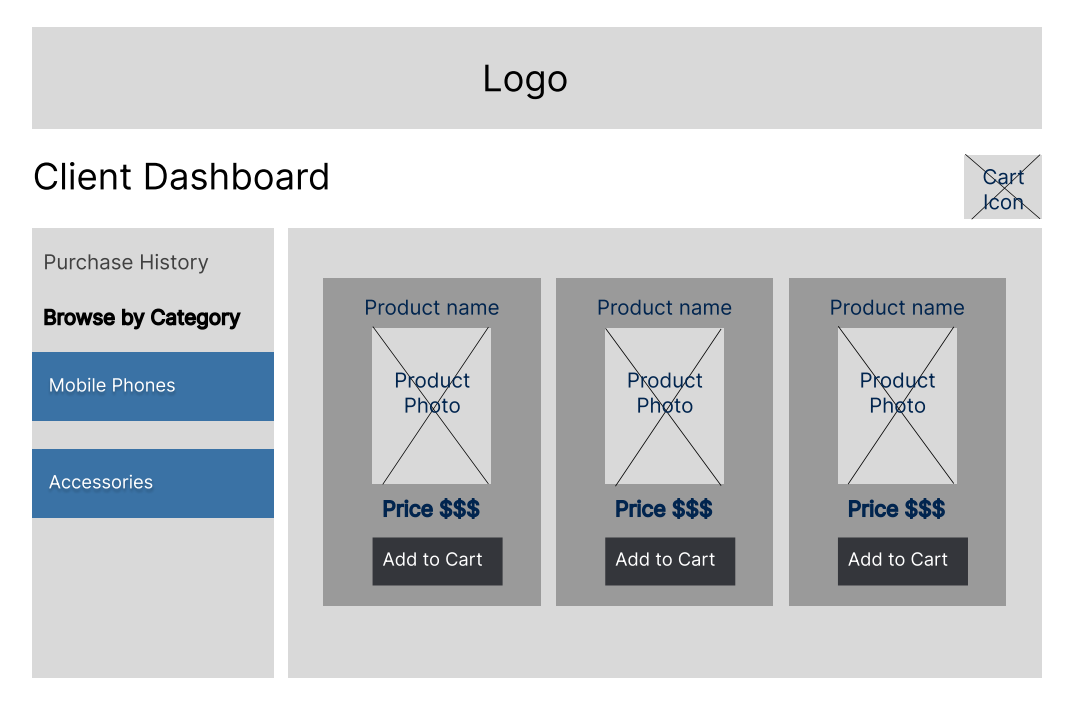 Logo
Client Dashboard
Cart
Icon
Purchase History
Browse by Category
Mobile Phones
Accessories
Product name
Product
Photo
Price $$$
Add to Cart
Product name
Product
Photo
Price $$$
Add to Cart
Product name
Product
Photo
Price $$$
Add to Cart